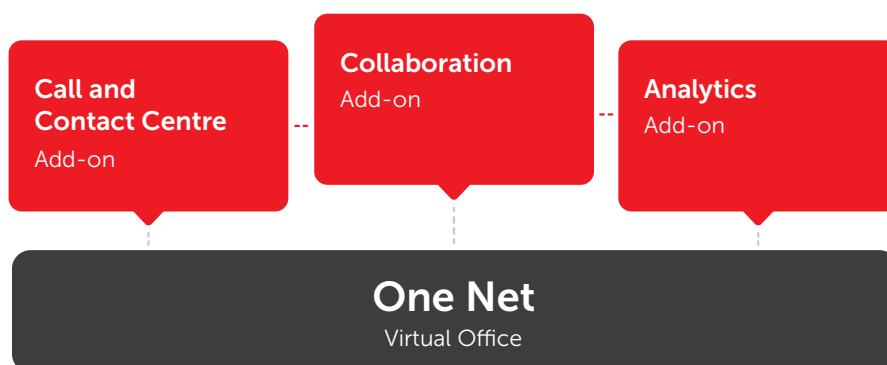 Call and
Contact Centre
Add-on
Collaboration
Add-on
Analytics
Add-on
One Net
Virtual Office